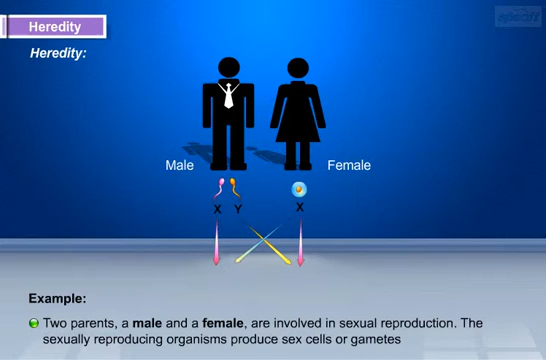 Heredity
Heredity:
Male
Female
X Y
X
Example:
Two parents, a male and a female, are involved in sexual reproduction. The
sexually reproducing organisms produce sex cells or gametes